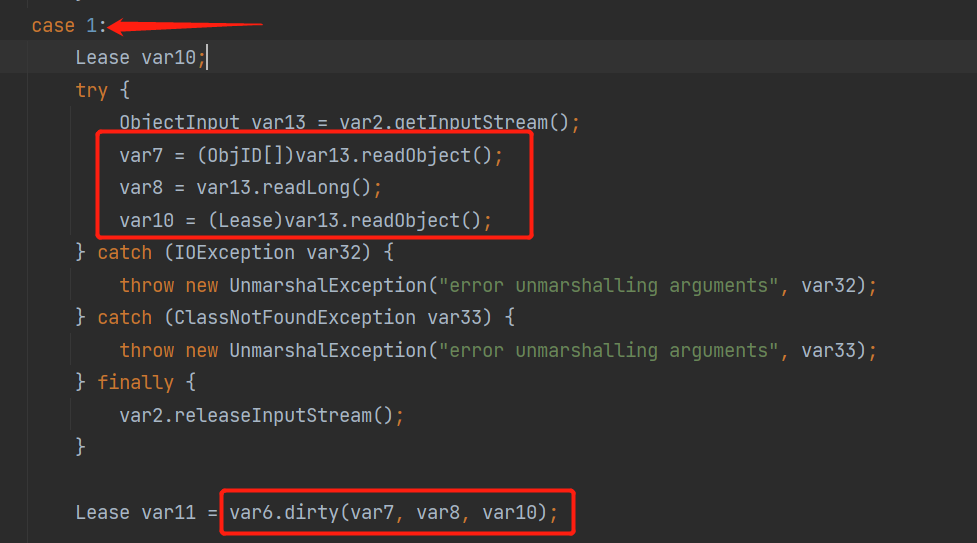 case 1:
Lease var10;
try {
ObjectInput var13 = var2.getInputStream();
var7 = (ObjID[])var13.readObject();
var8 = var13.readLong();
var10 = (Lease)var13.readObject();
} catch (IOException var32) {
throw new UnmarshalException("error unmarshalling arguments", var32);
} catch (ClassNotFoundException var33) {
throw new UnmarshalException("error unmarshalling arguments", var33);
} finally {
var2.releaseInputStream();
}
Lease var11 = var6.dirty(var7, var8, var10);